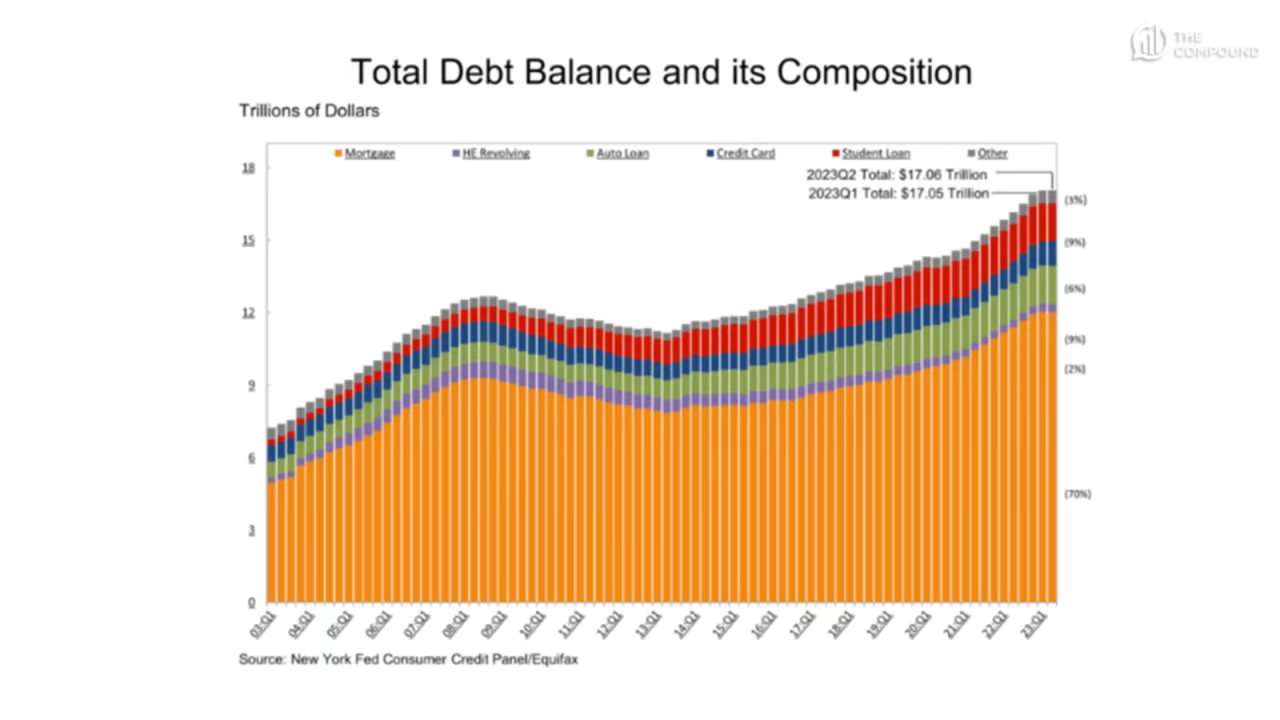 THE
COMPOUND
Total Debt Balance and its Composition
Trillions of Dollars
Mortgage HE Revolving Auto Loan Credit Card Student Loan Other
18
2023Q2 Total: $17.06 Trillion
2023Q1 Total: $17.05 Trillion
(3%)
15
(9%)
(6%)
12
(9%)
(2%)
9
6
(70%)
3
0
03:Q1 04:Q1 05:Q1 06:Q1 07:Q1 08:Q1 09:Q1 10:Q1 11:Q1 12:Q1 13:Q1 14:Q1 15:Q1 16:Q1 17:Q1 18:Q1 19:Q1 20:Q1 21:Q1 22:Q1 23:Q1
Source: New York Fed Consumer Credit Panel/Equifax